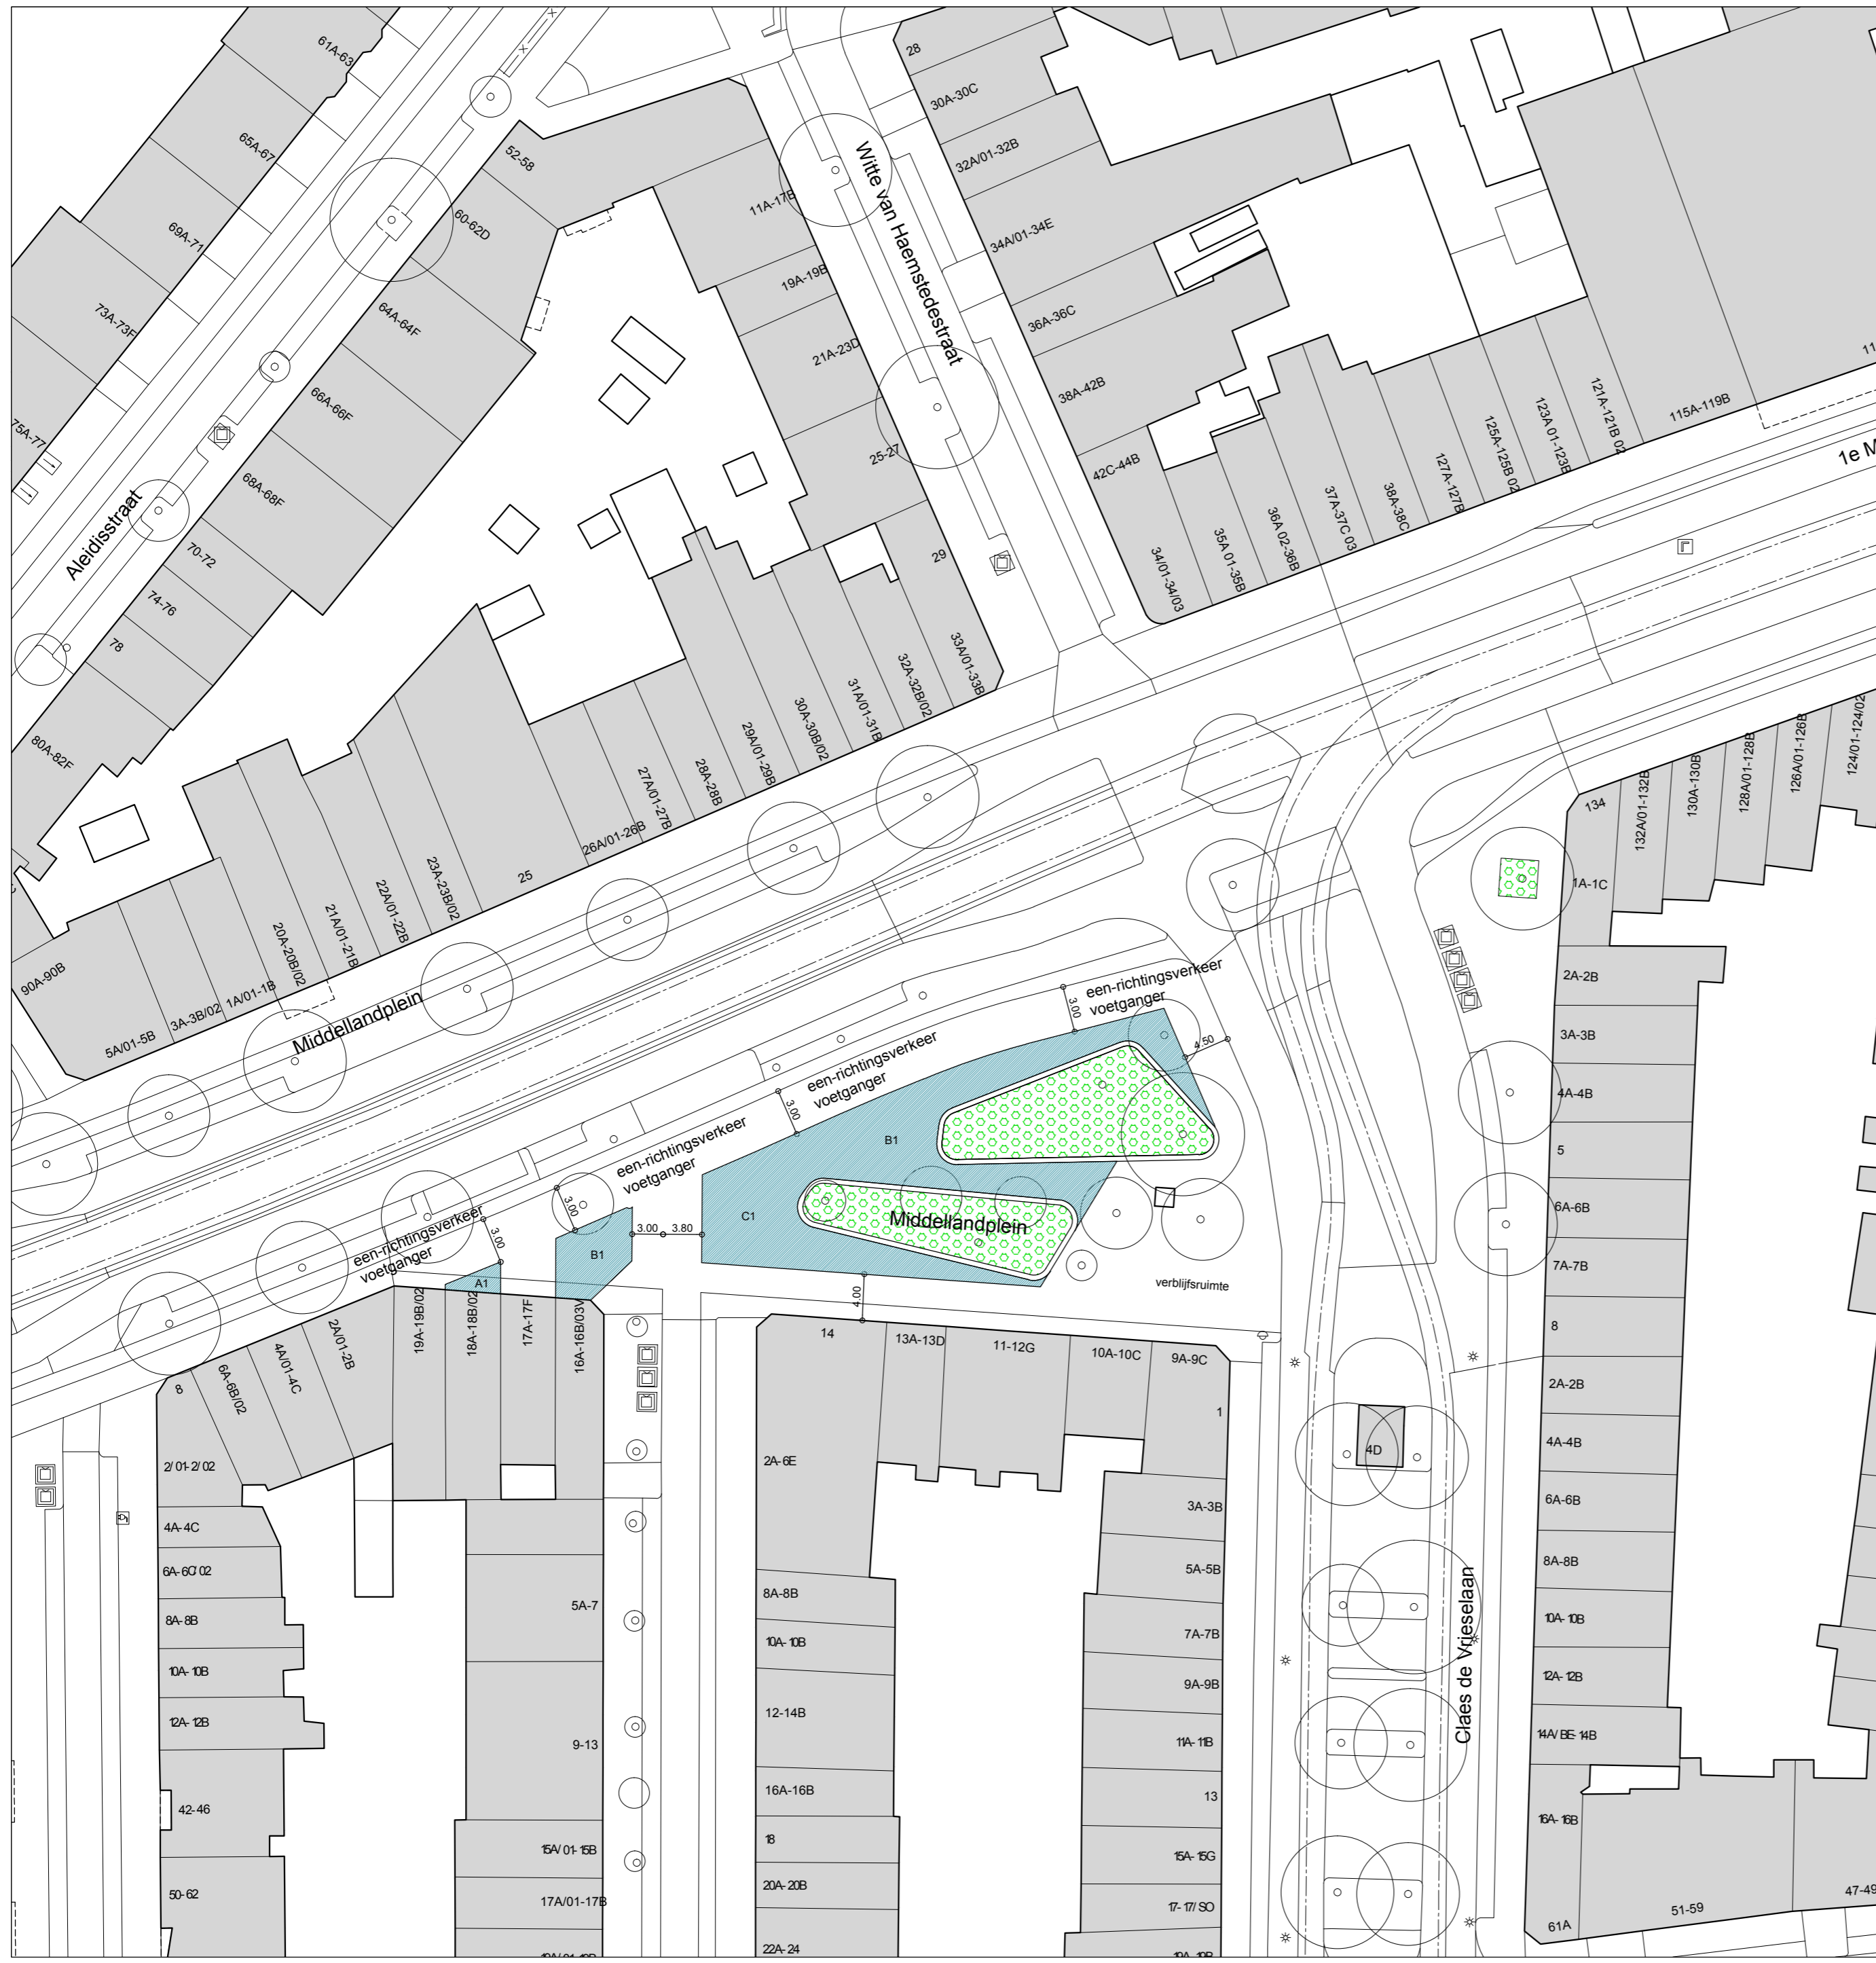 61A-63
65A-67
69A-71
73A-73F
75A-77
Aleidisstraat
52-58
60-62D
64A-64F
66A-66F
68A-68F
70-72
74-76
78
80A-82F
90A-90B
11A-17B
19A-19B
21A-23D
25-27
29
Witte van Haemstedestraat
28
30A-30C
32A/01-32B
34A/01-34E
36A-36C
38A-42B
42C-44B
34/01-34/03
35A 01-35B
36A 02-36B
37A-37C 03
38A-38C
127A-127B
125A-125B 02
123A 01-123B
121A-121B 02
115A-119B
11
1e M
5A/01-5B
3A-3B/02
1A/01-1B
20A-20B/02
21A/01-21B
22A/01-22B
23A-23B/02
25
26A/01-26B
27A/01-27B
28A-28B
29A/01-29B
30A-30B/02
31A/01-31B
32A-32B/02
33A/01-33B
Middellandplein
134
132A/01-132B
130A-130B
128A/01-128B
126A/01-126B
124/01-124/02
1A-1C
2A-2B
3A-3B
4A-4B
5
6A-6B
7A-7B
8
2A-2B
4A-4B
6A-6B
8A-8B
10A-10B
12A-12B
14A/BE-14B
16A-16B
61A
51-59
47-49
een-richtingsverkeer
voetganger
3.00
4.50
een-richtingsverkeer
voetganger
3.00
een-richtingsverkeer
voetganger
3.00
een-richtingsverkeer
voetganger
3.00
B1
C1
Middellandplein
3.00
3.80
B1
A1
4.00
verblijfsruimte
8
6A-6B/02
4A/01-4C
2A/01-2B
19A-19B/02
18A-18B/02
17A-17F
16A-16B/03V
2/01-2/02
4A-4C
6A-6C/02
8A-8B
10A-10B
12A-12B
42-46
50-62
5A-7
9-13
15A/01-15B
17A/01-17B
14
13A-13D
11-12G
10A-10C
9A-9C
1
2A-6E
8A-8B
10A-10B
12-14B
16A-16B
18
20A-20B
22A-24
3A-3B
5A-5B
7A-7B
9A-9B
11A-11B
13
15A-15G
17-17/SO
4D
Claes de Vrieselaan